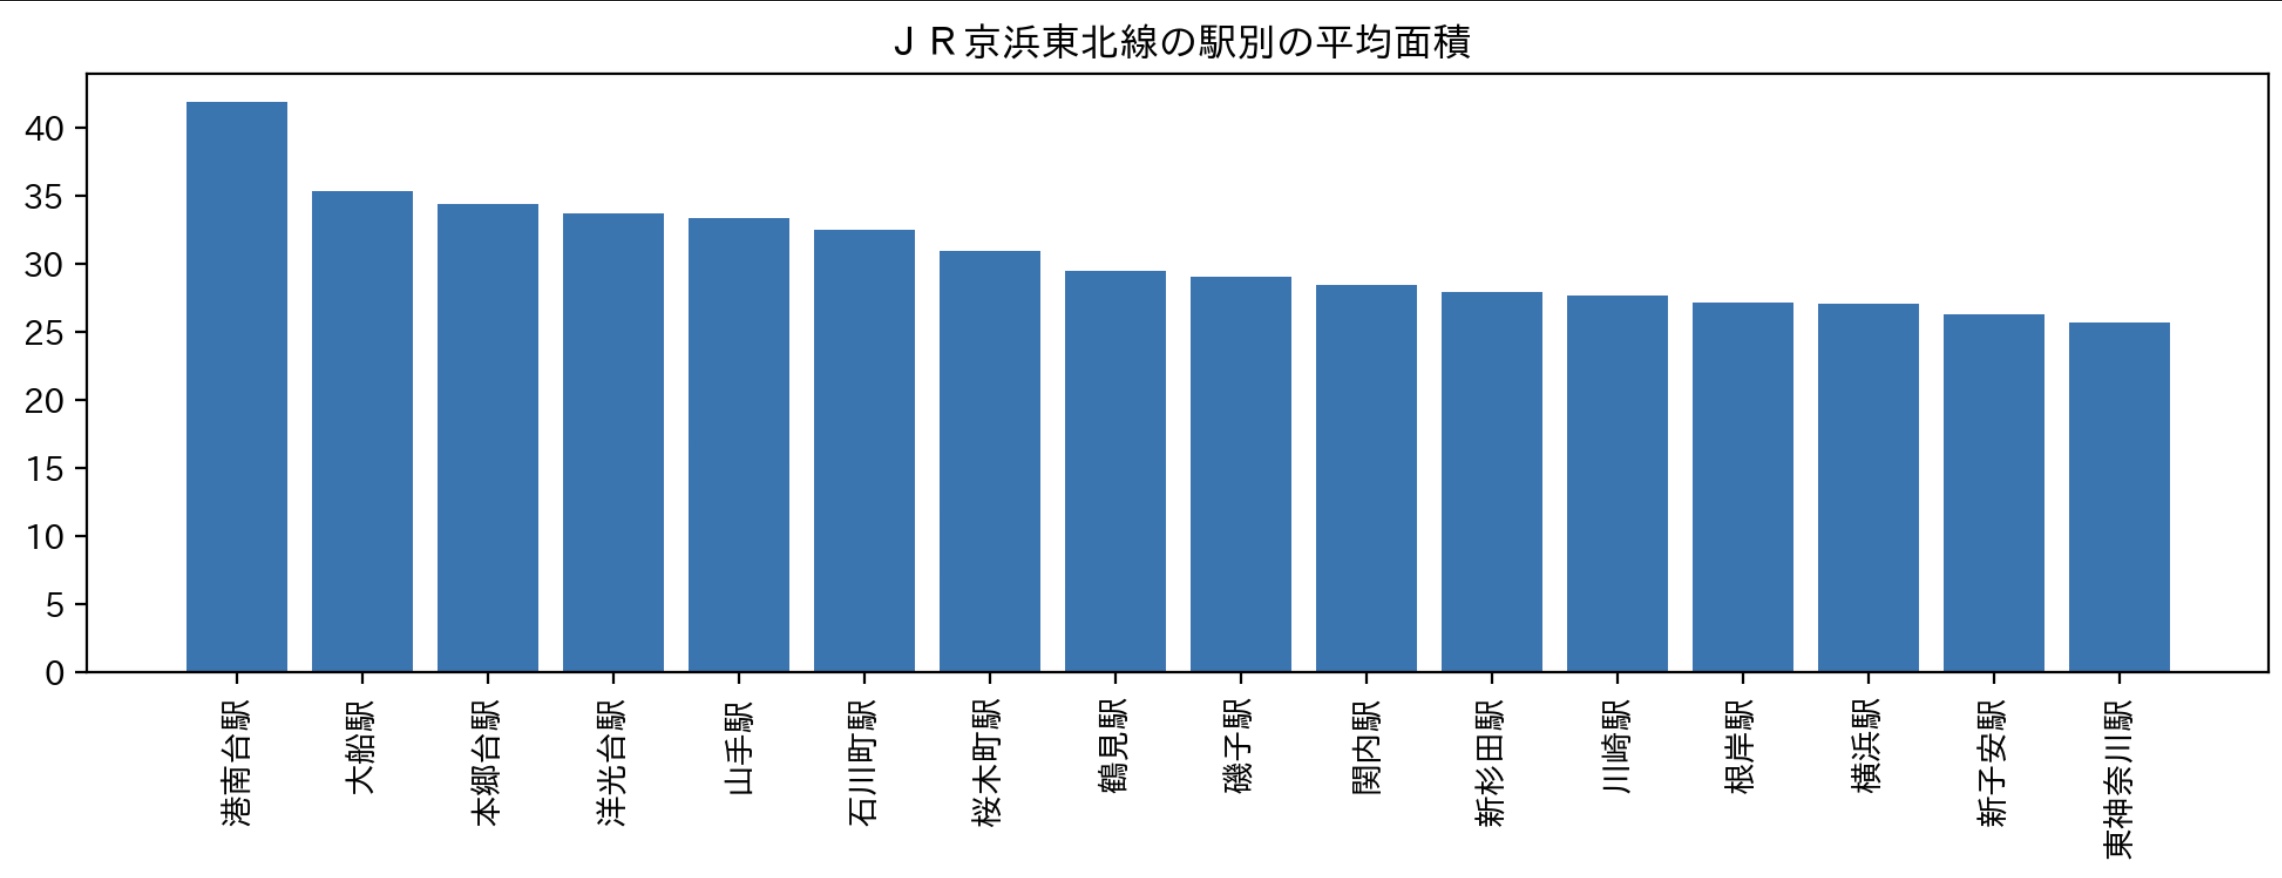 ＪＲ京浜東北線の駅別の平均面積
40
35
30
25
20
15
10
5
0
港南台駅
大船駅
本郷台駅
洋光台駅
山手駅
石川町駅
桜木町駅
鶴見駅
磯子駅
関内駅
新杉田駅
川崎駅
根岸駅
横浜駅
新子安駅
東神奈川駅